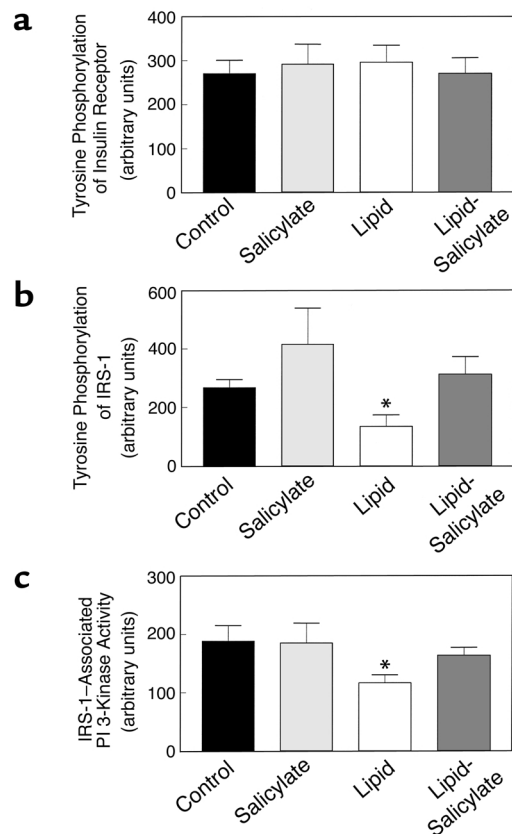 a
Tyrosine Phosphorylation
of Insulin Receptor
(arbitrary units)
400
300
200
100
0
Control
Salicylate
Lipid
Lipid-
Salicylate
b
Tyrosine Phosphorylation
of IRS-1
(arbitrary units)
600
400
200
0
*
Control
Salicylate
Lipid
Lipid-
Salicylate
c
IRS-1–Associated
PI 3-Kinase Activity
(arbitrary units)
300
200
100
0
*
Control
Salicylate
Lipid
Lipid-
Salicylate